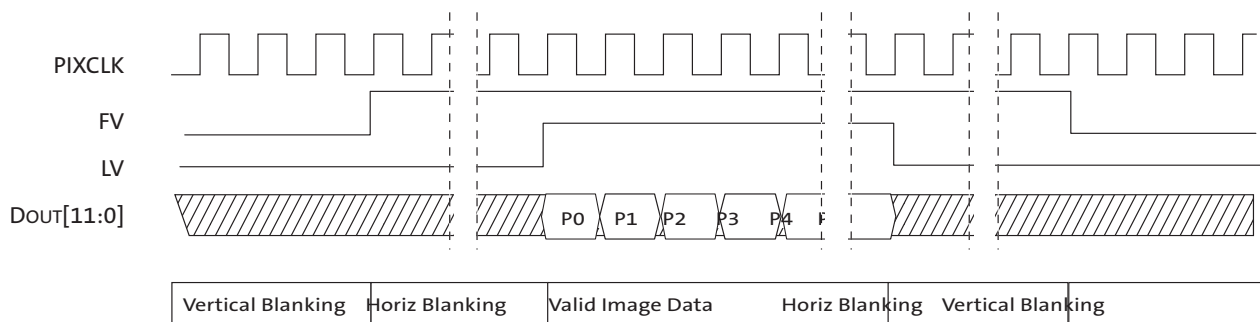 PIXCLK
FV
LV
DOUT[11:0]
P0 P1 P2 P3 P4
Vertical Blanking Horiz Blanking Valid Image Data Horiz Blanking Vertical Blanking